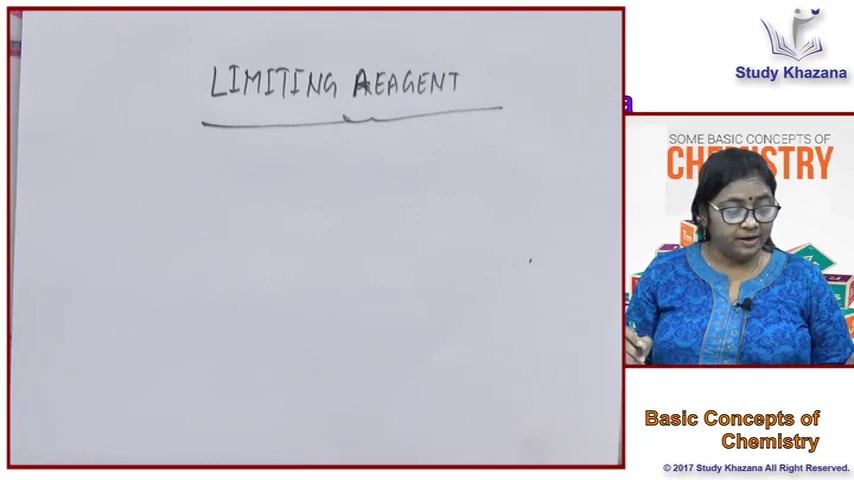 LIMITING REAGENT
Study Khazana
a
SOME BASIC CONCEPTS OF
CHEMISTRY
Basic Concepts of
Chemistry
© 2017 Study Khazana All Right Reserved.